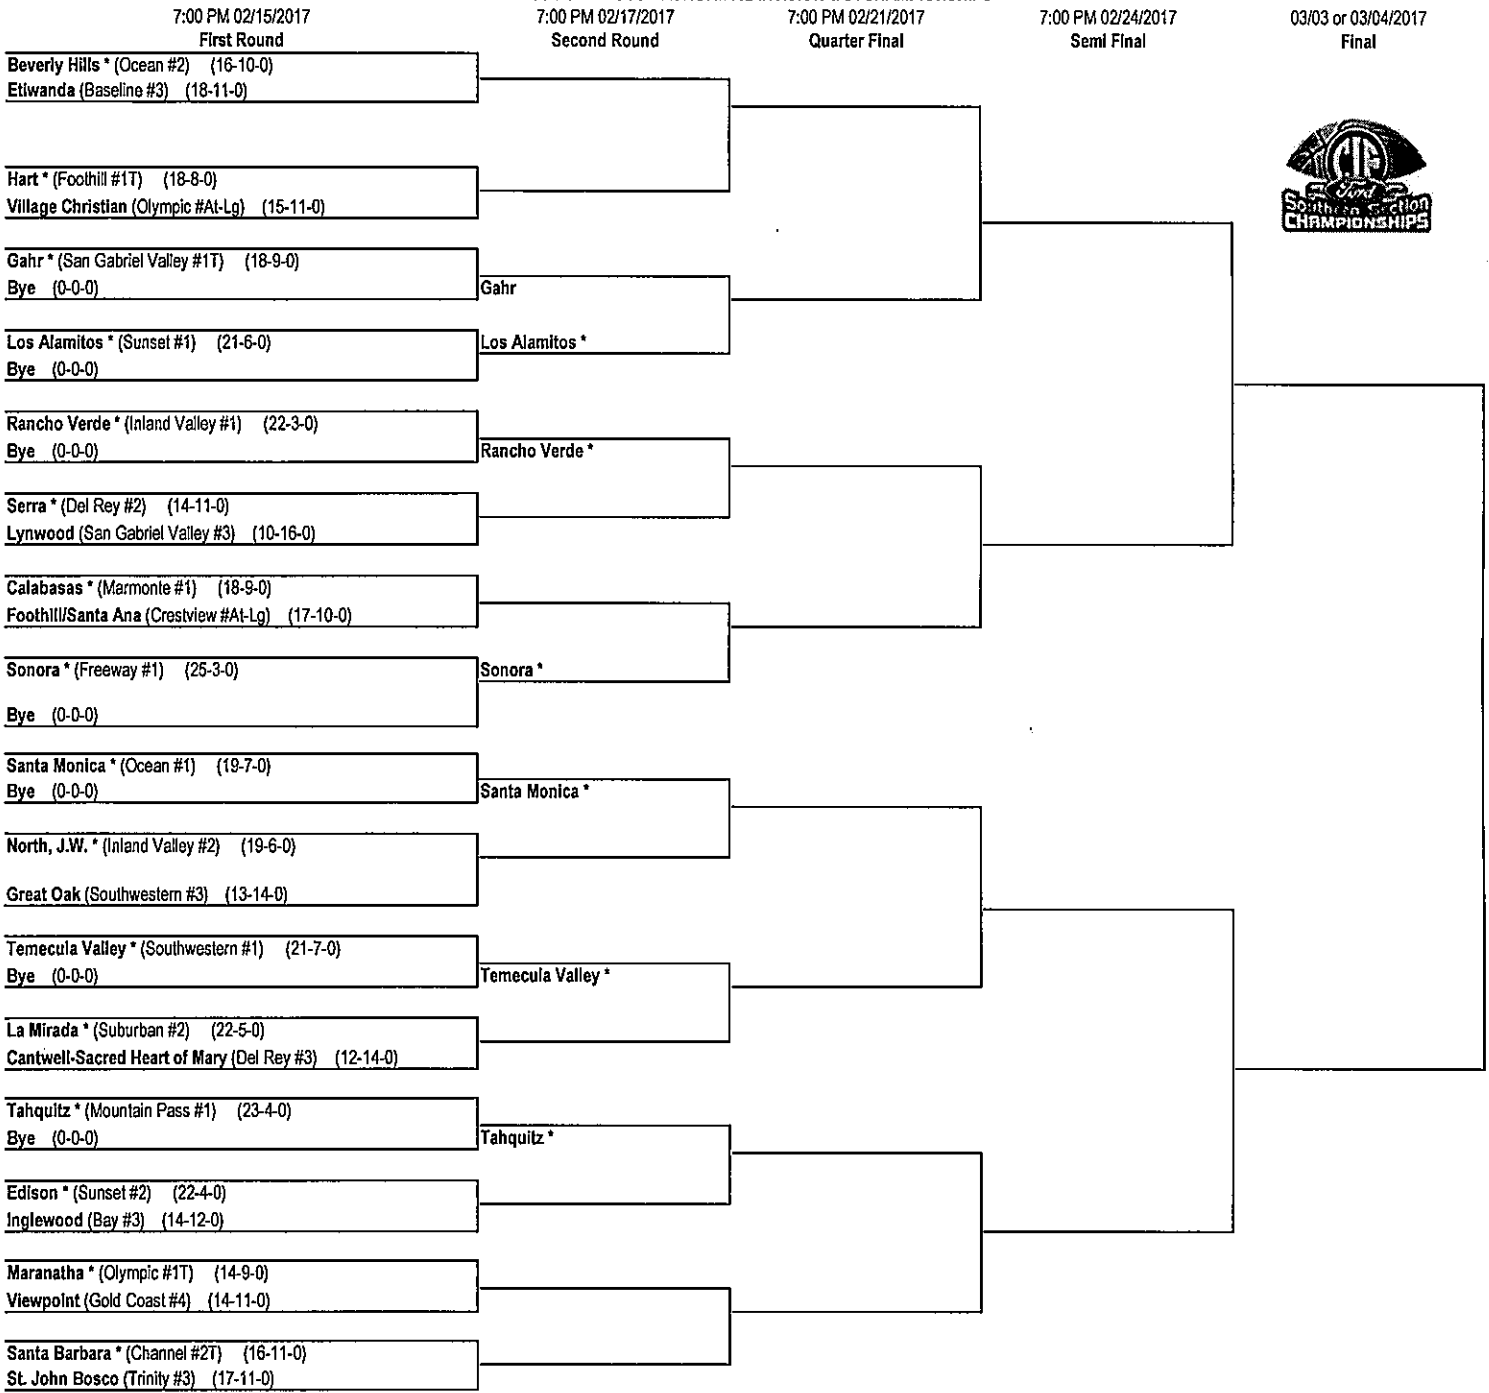 7:00 PM 02/15/2017
First Round
7:00 PM 02/17/2017
Second Round
7:00 PM 02/21/2017
Quarter Final
7:00 PM 02/24/2017
Semi Final
03/03 or 03/04/2017
Final
CIF
Ford
Southern Section
CHAMPIONSHIPS
Beverly Hills * (Ocean #2) (16-10-0)
Etiwanda (Baseline #3) (18-11-0)
Hart * (Foothill #1T) (18-8-0)
Village Christian (Olympic #At-Lg) (15-11-0)
Gahr * (San Gabriel Valley #1T) (18-9-0)
Bye (0-0-0)
Gahr
Los Alamitos * (Sunset #1) (21-6-0)
Los Alamitos *
Bye (0-0-0)
Rancho Verde * (Inland Valley #1) (22-3-0)
Bye (0-0-0)
Rancho Verde *
Serra * (Del Rey #2) (14-11-0)
Lynwood (San Gabriel Valley #3) (10-16-0)
Calabasas * (Marmonte #1) (18-9-0)
Foothill/Santa Ana (Crestview #At-Lg) (17-10-0)
Sonora * (Freeway #1) (25-3-0)
Sonora *
Bye (0-0-0)
Santa Monica * (Ocean #1) (19-7-0)
Bye (0-0-0)
Santa Monica *
North, J.W. * (Inland Valley #2) (19-6-0)
Great Oak (Southwestern #3) (13-14-0)
Temecula Valley * (Southwestern #1) (21-7-0)
Bye (0-0-0)
Temecula Valley *
La Mirada * (Suburban #2) (22-5-0)
Cantwell-Sacred Heart of Mary (Del Rey #3) (12-14-0)
Tahquitz * (Mountain Pass #1) (23-4-0)
Bye (0-0-0)
Tahquitz *
Edison * (Sunset #2) (22-4-0)
Inglewood (Bay #3) (14-12-0)
Maranatha * (Olympic #1T) (14-9-0)
Viewpoint (Gold Coast #4) (14-11-0)
Santa Barbara * (Channel #2T) (16-11-0)
St. John Bosco (Trinity #3) (17-11-0)